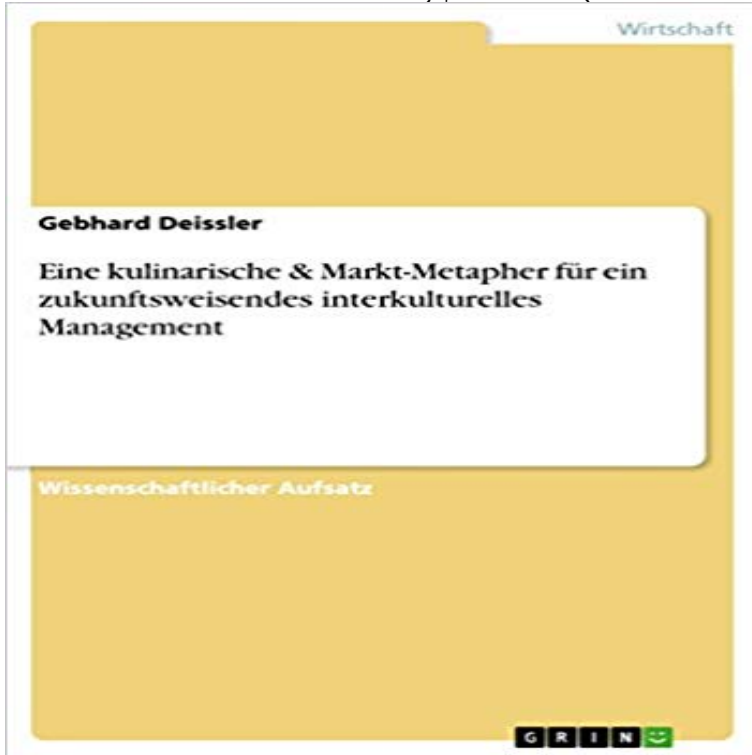 Wirtschaft
Gebhard Deissler
Eine kulinarische & Markt-Metapher für ein
zukunftsweisendes interkulturelles
Management
Wissenschaftlicher Aufsatz
GRIN